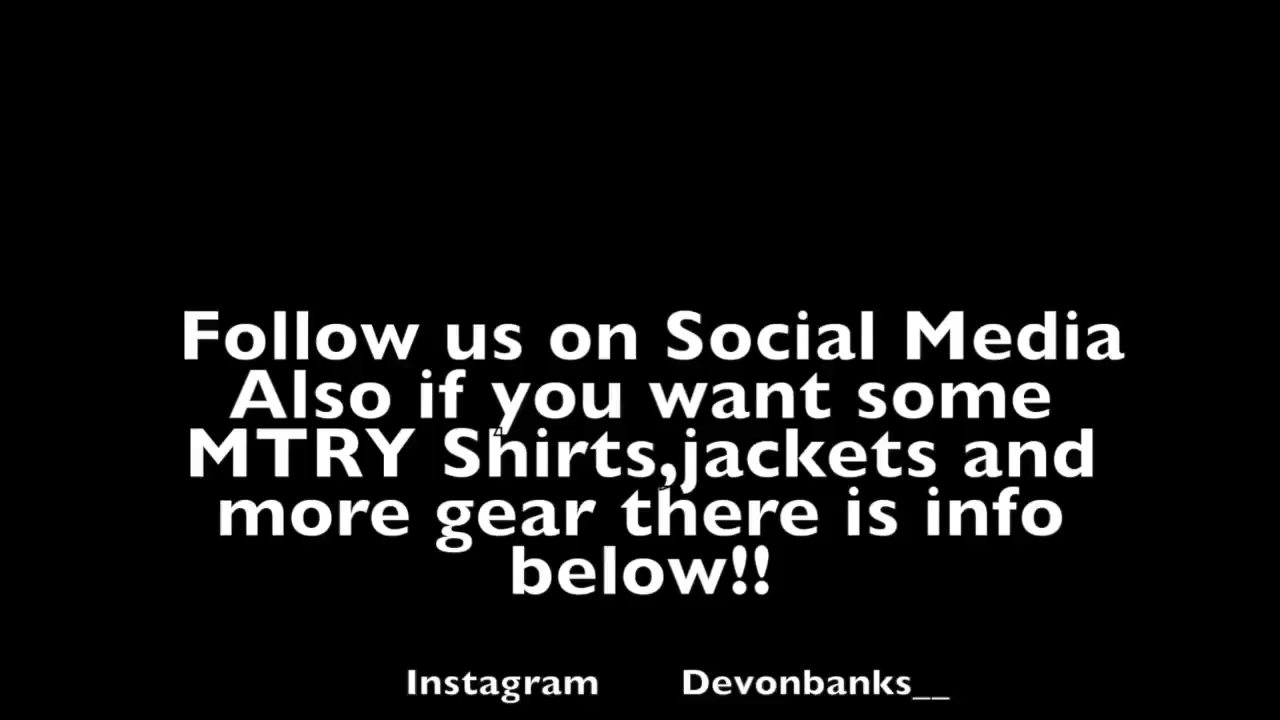 Follow us on Social Media
Also if you want some
MTRY Shirts,jackets and
more gear there is info
below!!
Instagram Devonbanks__